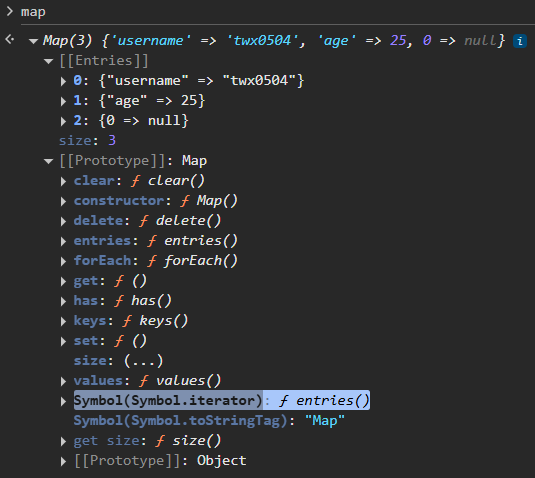 map
Map(3) {'username' => 'twx0504', 'age' => 25, 0 => null} i
[[Entries]]
0: {"username" => "twx0504"}
1: {"age" => 25}
2: {0 => null}
size: 3
[[Prototype]]: Map
clear: ƒ clear()
constructor: ƒ Map()
delete: ƒ delete()
entries: ƒ entries()
forEach: ƒ forEach()
get: ƒ ()
has: ƒ has()
keys: ƒ keys()
set: ƒ ()
size: (...)
values: ƒ values()
Symbol(Symbol.iterator): ƒ entries()
Symbol(Symbol.toStringTag): "Map"
get size: ƒ size()
[[Prototype]]: Object